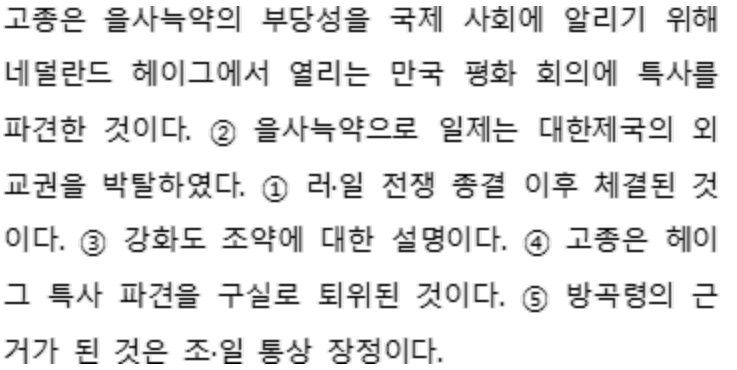 고종은 을사늑약의 부당성을 국제 사회에 알리기 위해
네덜란드 헤이그에서 열리는 만국 평화 회의에 특사를
파견한 것이다. ② 을사늑약으로 일제는 대한제국의 외
교권을 박탈하였다. ① 러·일 전쟁 종결 이후 체결된 것
이다. ③ 강화도 조약에 대한 설명이다. ④ 고종은 헤이
그 특사 파견을 구실로 퇴위된 것이다. ⑤ 방곡령의 근
거가 된 것은 조·일 통상 장정이다.